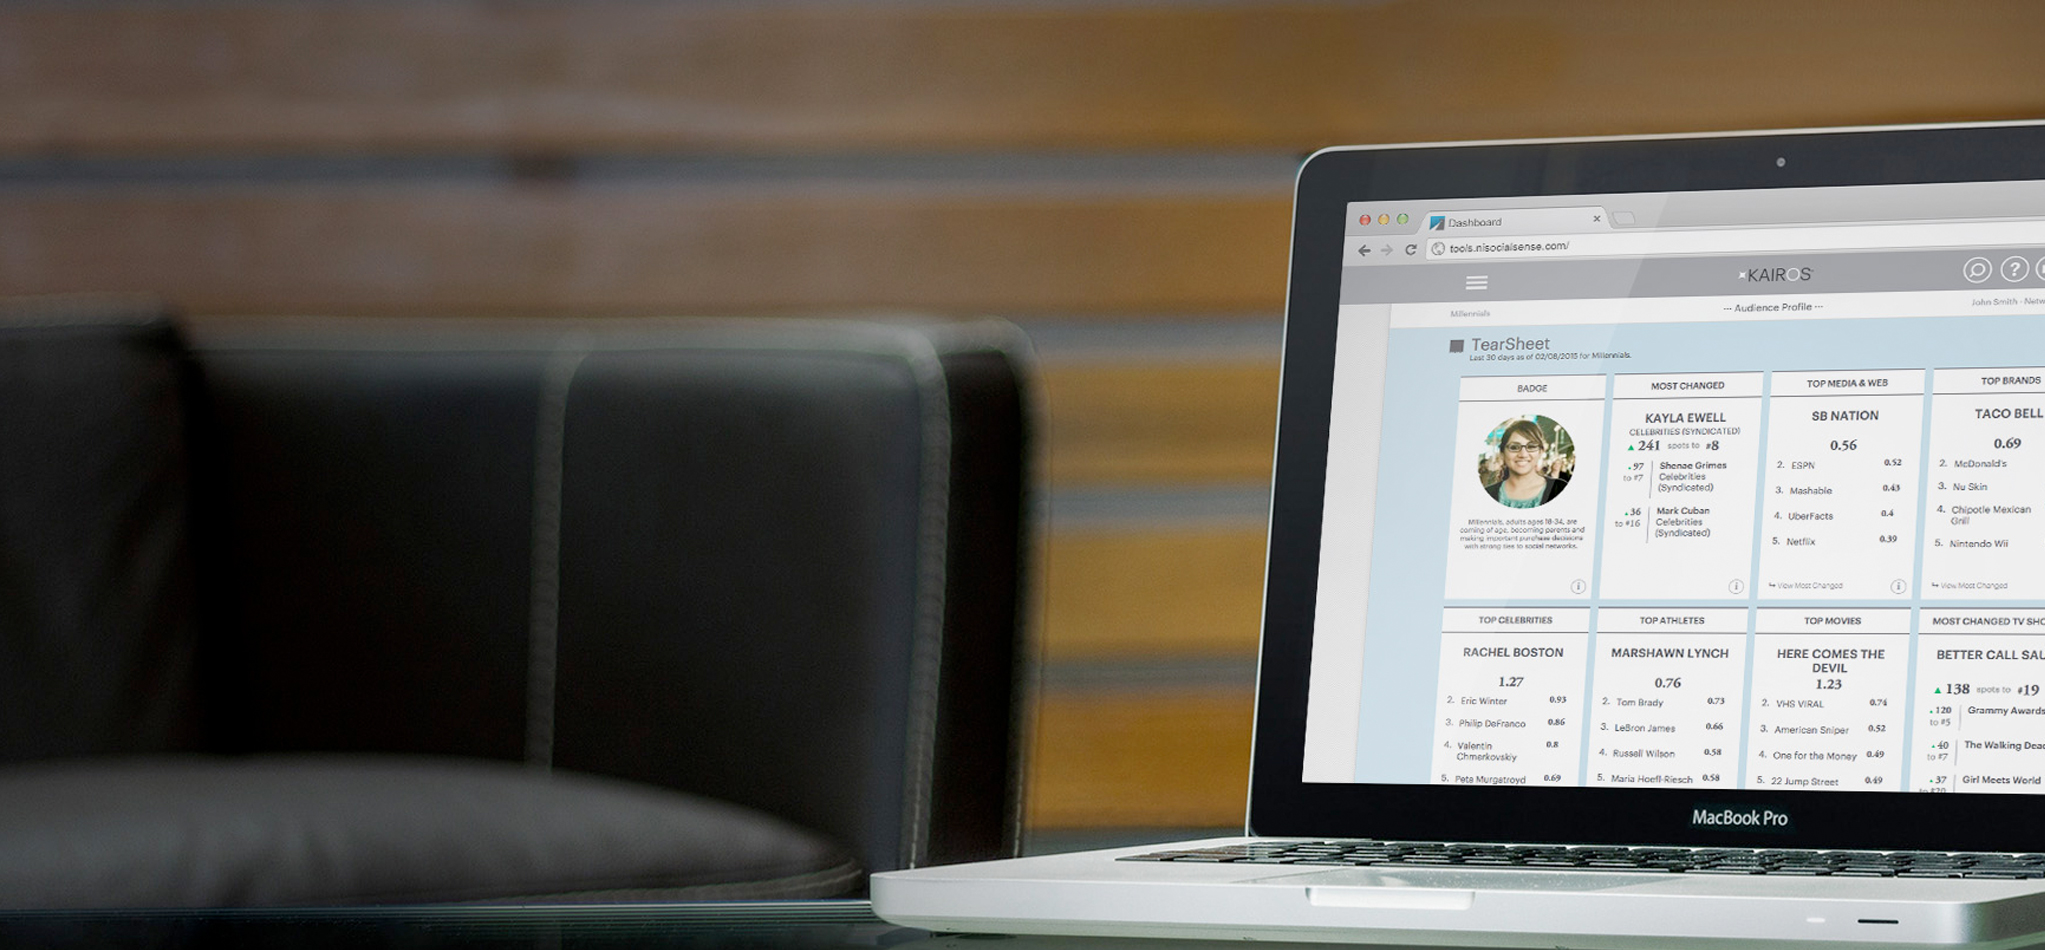 Dashboard
tools.nisocialsense.com/
KAIROS
Millennials
--- Audience Profile ---
John Smith - Netw
TearSheet
Last 30 days as of 02/08/2015 for Millennials.
BADGE
Millennials, adults ages 18-34, are
coming of age, becoming parents and
making important purchase decisions
with strong ties to social networks.
MOST CHANGED
KAYLA EWELL
CELEBRITIES (SYNDICATED)
▲ 241 spots to #8
▲97 to #7
Shenae Grimes
Celebrities
(Syndicated)
▲36 to #16
Mark Cuban
Celebrities
(Syndicated)
TOP MEDIA & WEB
SB NATION
0.56
2. ESPN 0.52
3. Mashable 0.43
4. UberFacts 0.4
5. Netflix 0.39
View Most Changed
TOP BRANDS
TACO BELL
0.69
2. McDonald's
3. Nu Skin
4. Chipotle Mexican
Grill
5. Nintendo Wii
View Most Changed
TOP CELEBRITIES
RACHEL BOSTON
1.27
2. Eric Winter 0.93
3. Philip DeFranco 0.86
4. Valentin
Chmerkovskiy 0.8
5. Peta Murgatroyd 0.69
TOP ATHLETES
MARSHAWN LYNCH
0.76
2. Tom Brady 0.73
3. LeBron James 0.66
4. Russell Wilson 0.58
5. Maria Hoefl-Riesch 0.58
TOP MOVIES
HERE COMES THE
DEVIL
1.23
2. VHS VIRAL 0.74
3. American Sniper 0.52
4. One for the Money 0.49
5. 22 Jump Street 0.49
MOST CHANGED TV SHO
BETTER CALL SAU
▲ 138 spots to #19
▲120 to #5
Grammy Awards
▲40 to #7
The Walking Dea
▲37 to #20
Girl Meets World
MacBook Pro